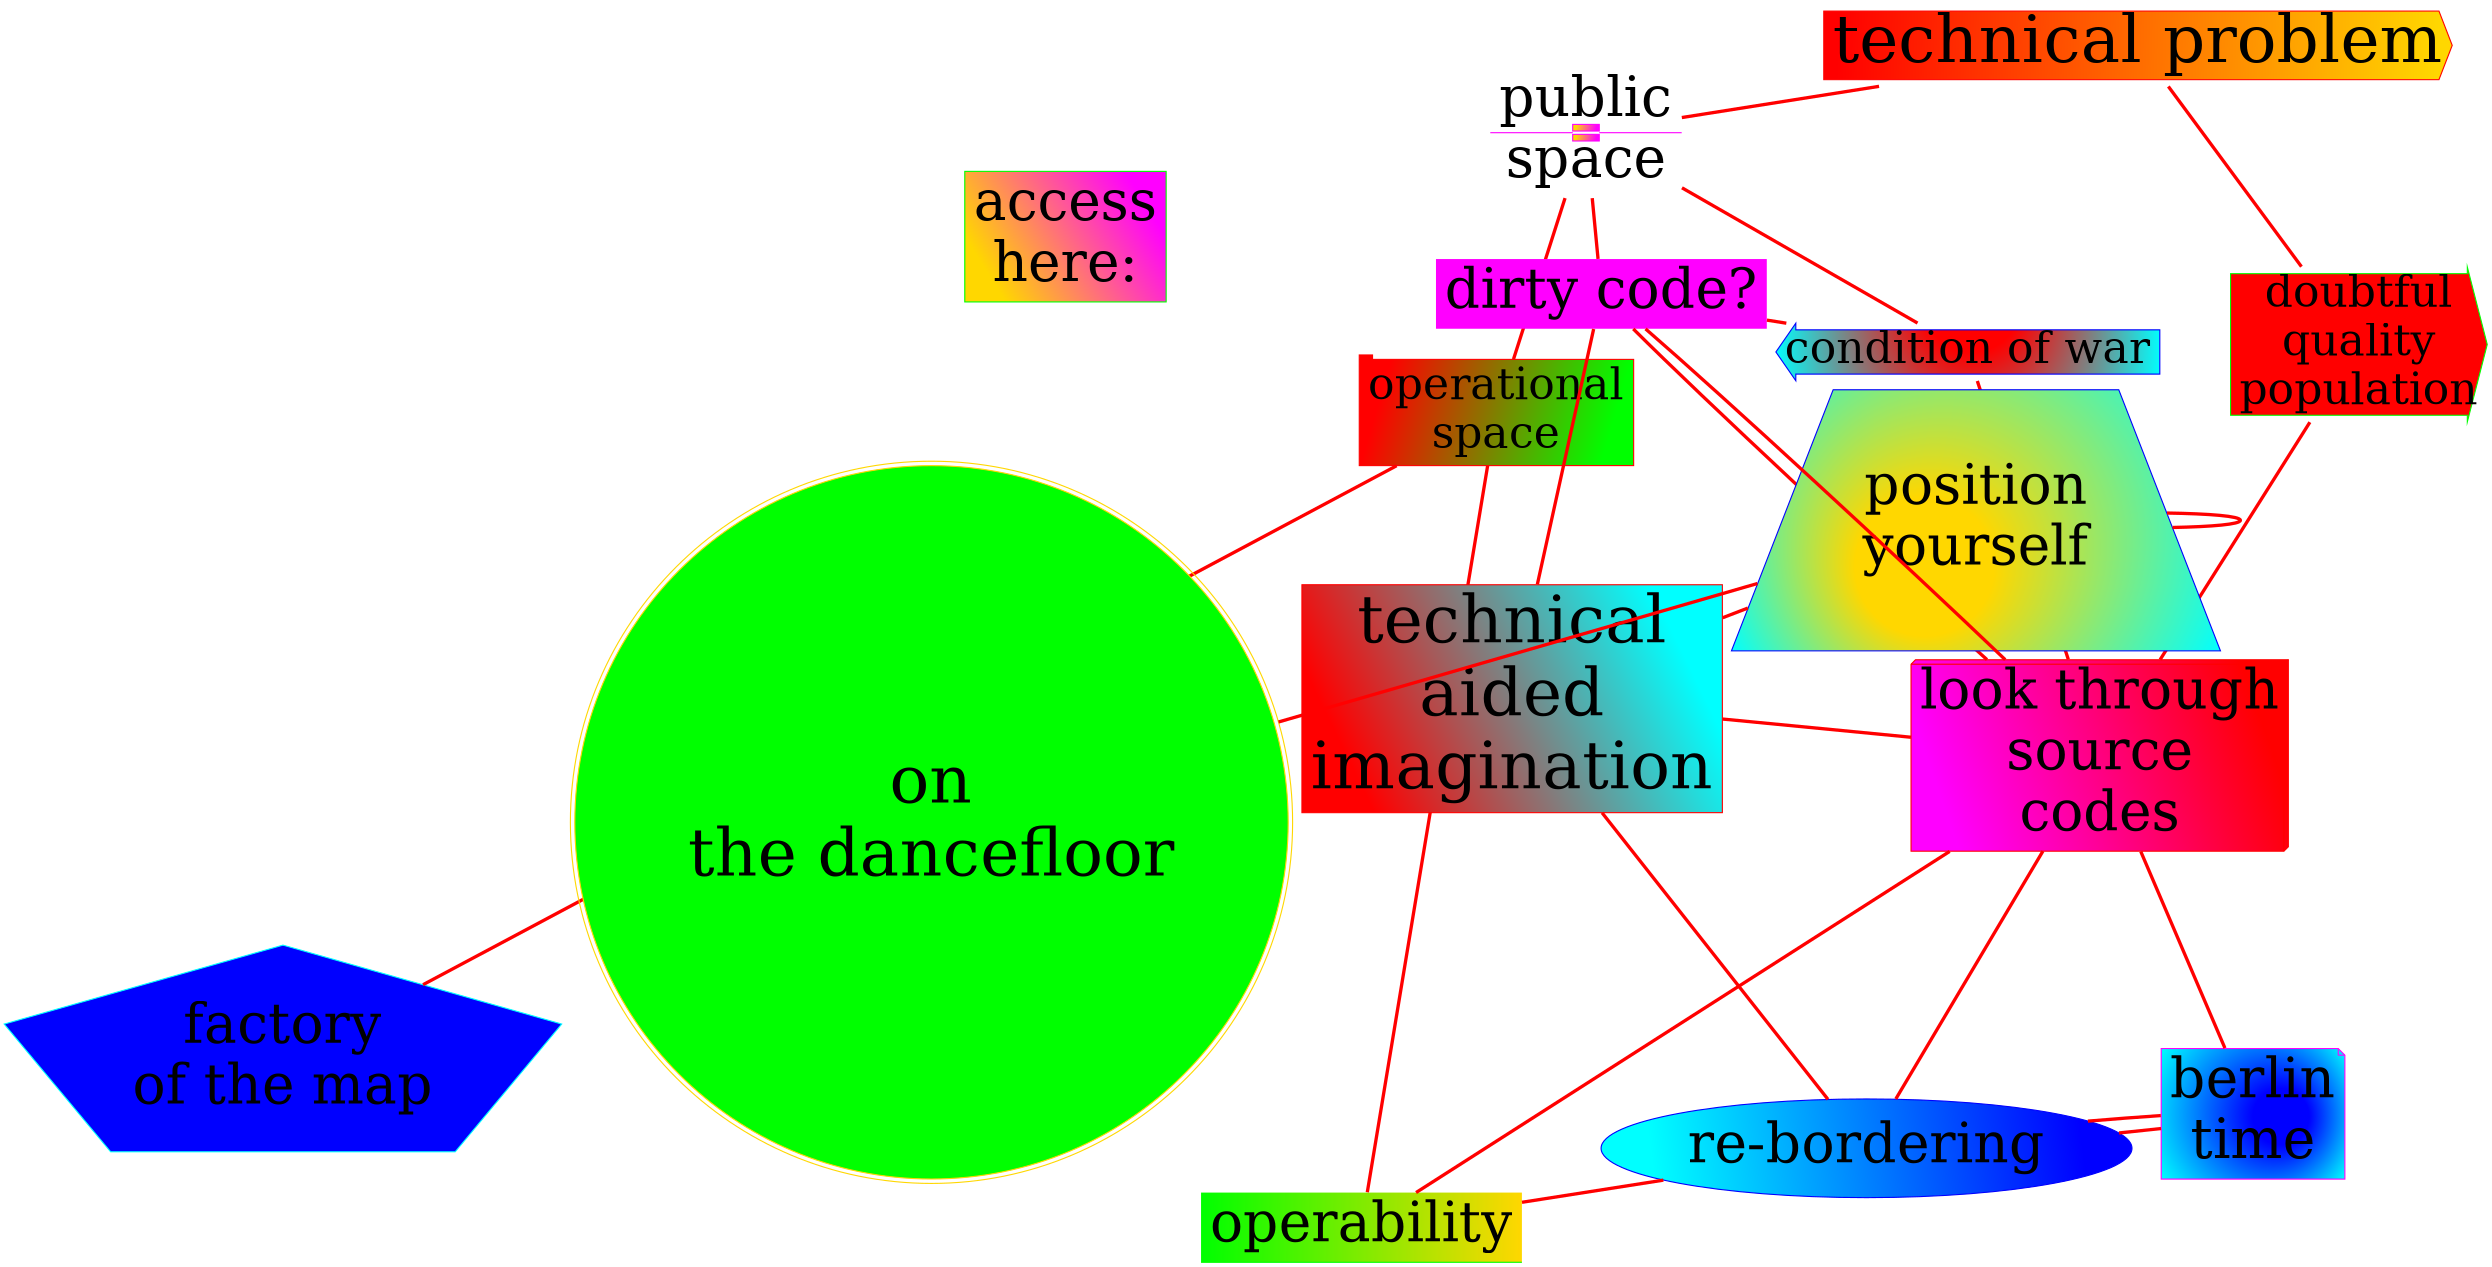 technical problem
public
space
access
here:
dirty code?
doubtful
quality
population
condition of war
operational
space
position
yourself
technical
aided
imagination
look through
source
codes
on
the dancefloor
factory
of the map
berlin
time
re-bordering
operability